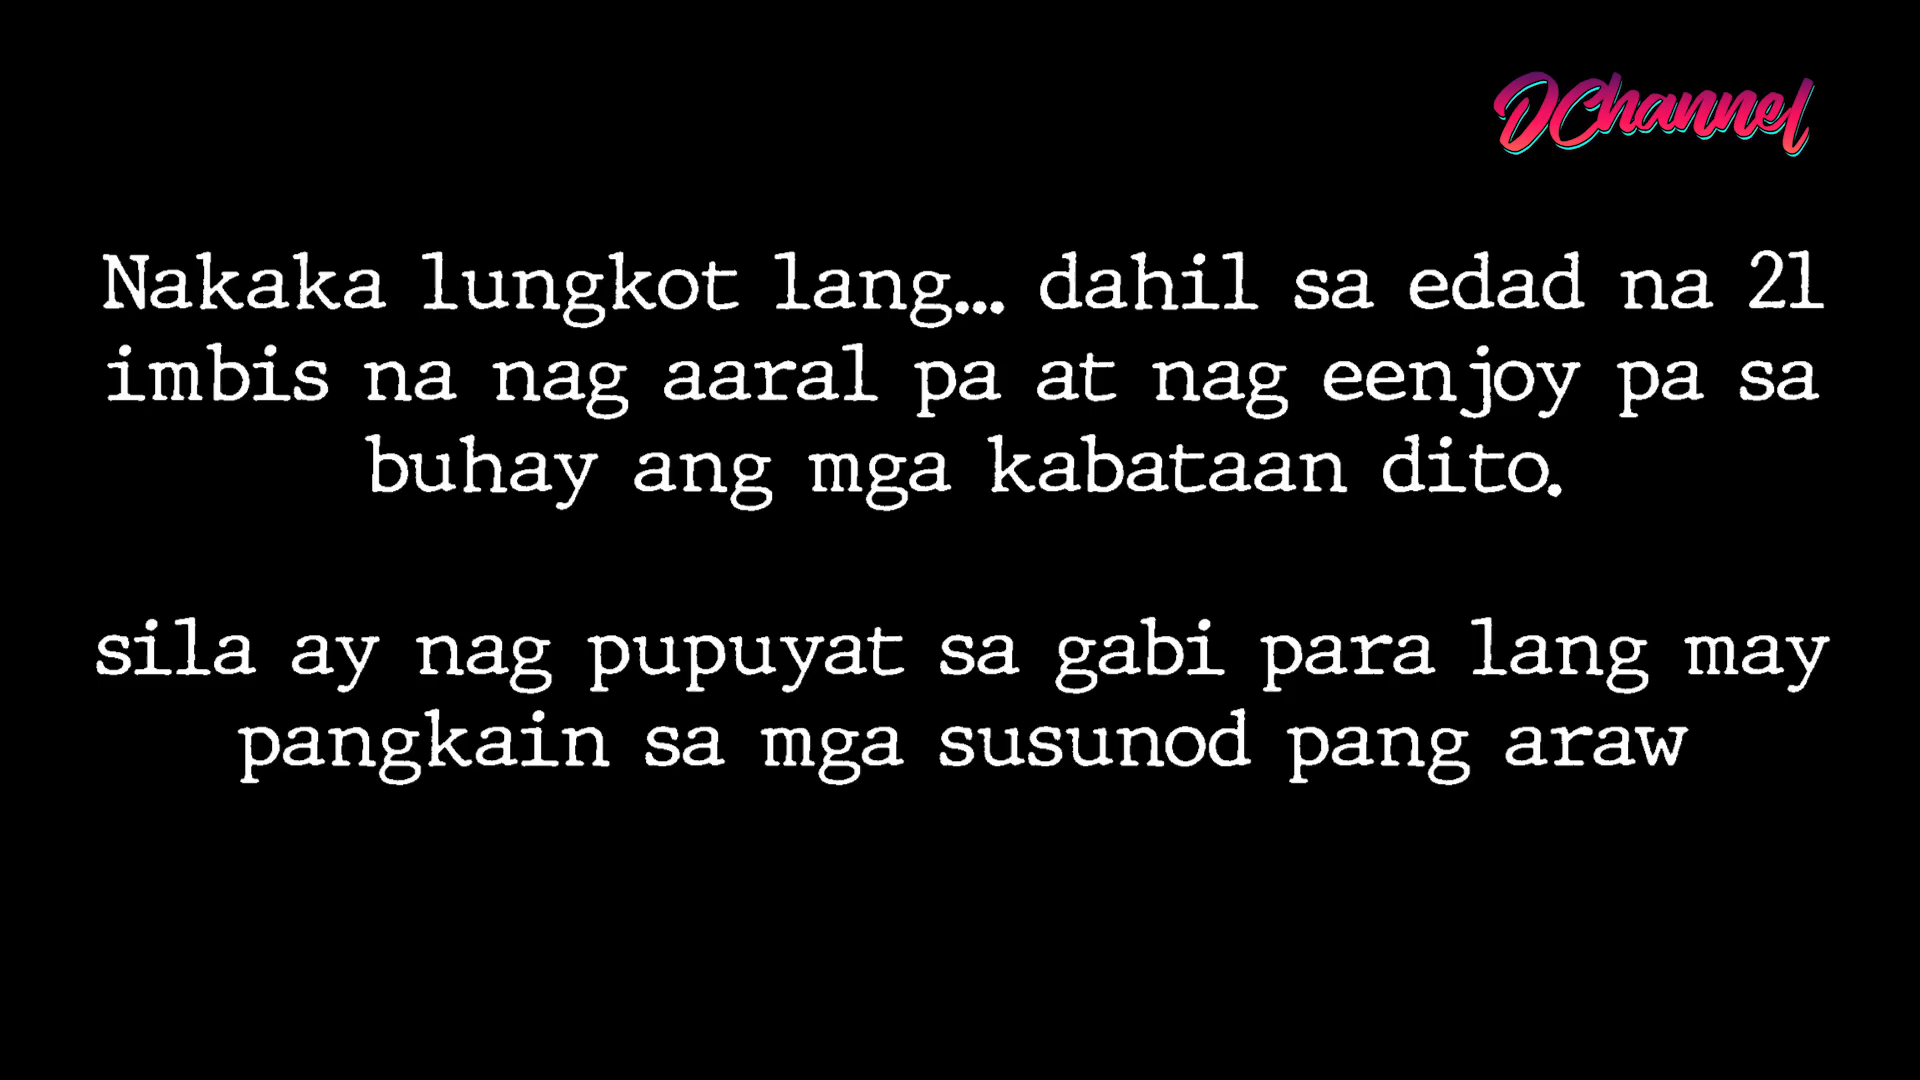 DChannel
Nakaka lungkot lang... dahil sa edad na 21
imbis na nag aaral pa at nag eenjoy pa sa
buhay ang mga kabataan dito.
sila ay nag pupuyat sa gabi para lang may
pangkain sa mga susunod pang araw